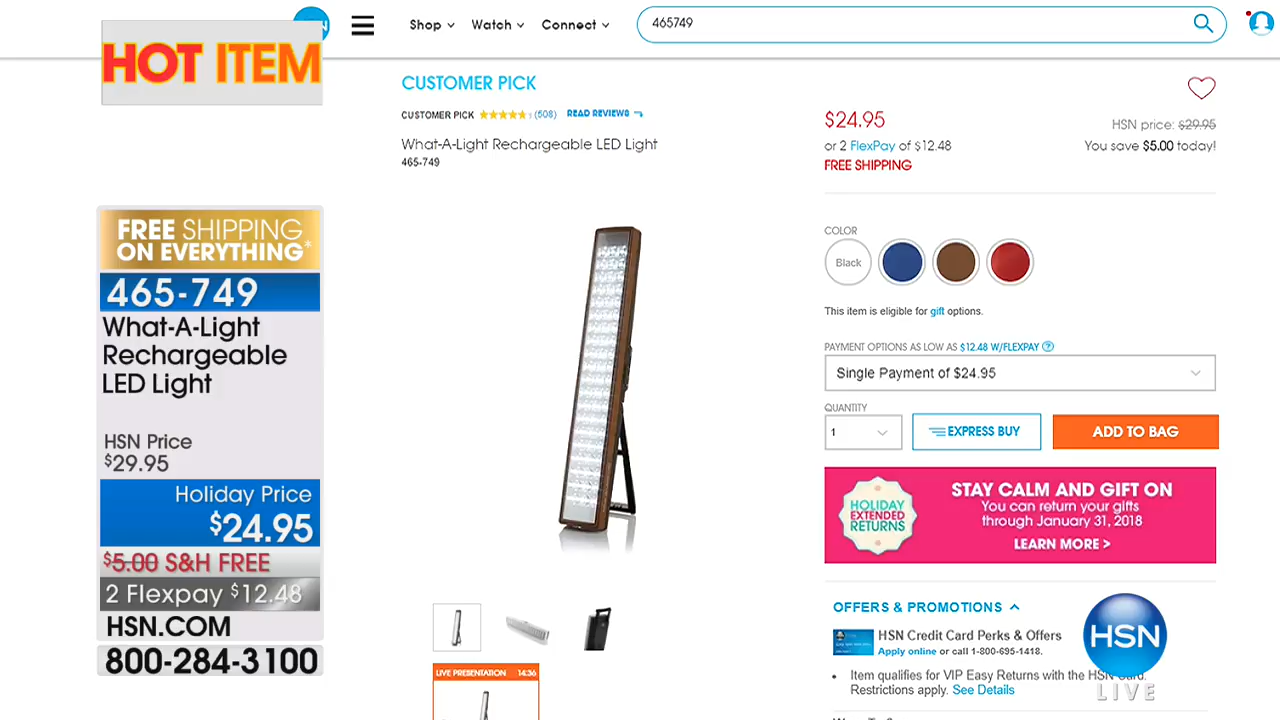 HOT ITEM
Shop
Watch
Connect
465749
FREE SHIPPING
ON EVERYTHING*
465-749
What-A-Light
Rechargeable
LED Light
HSN Price
$29.95
Holiday Price
$24.95
$5.00 S&H FREE
2 Flexpay $12.48
HSN.COM
800-284-3100
CUSTOMER PICK
CUSTOMER PICK (508) READ REVIEWS
What-A-Light Rechargeable LED Light
465-749
LIVE PRESENTATION 14:36
$24.95
HSN price: $29.95
or 2 FlexPay of $12.48
You save $5.00 today!
FREE SHIPPING
COLOR
Black
This item is eligible for gift options.
PAYMENT OPTIONS AS LOW AS $12.48 W/FLEXPAY ?
Single Payment of $24.95
QUANTITY
1
EXPRESS BUY
ADD TO BAG
HOLIDAY
EXTENDED
RETURNS
STAY CALM AND GIFT ON
You can return your gifts
through January 31, 2018
LEARN MORE >
OFFERS & PROMOTIONS
HSN Credit Card Perks & Offers
Apply online or call 1-800-695-1418.
• Item qualifies for VIP Easy Returns with the HSN Card.
Restrictions apply. See Details
HSN
LIVE